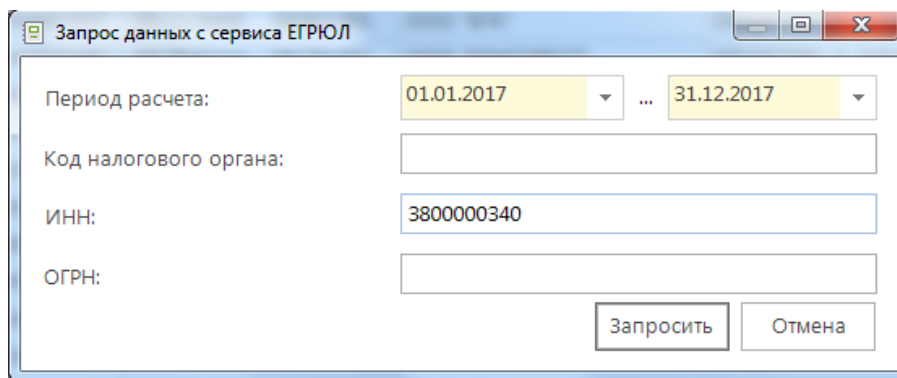 Запрос данных с сервиса ЕГРЮЛ
Период расчета: 01.01.2017 ... 31.12.2017
Код налогового органа:
ИНН: 3800000340
ОГРН:
Запросить Отмена